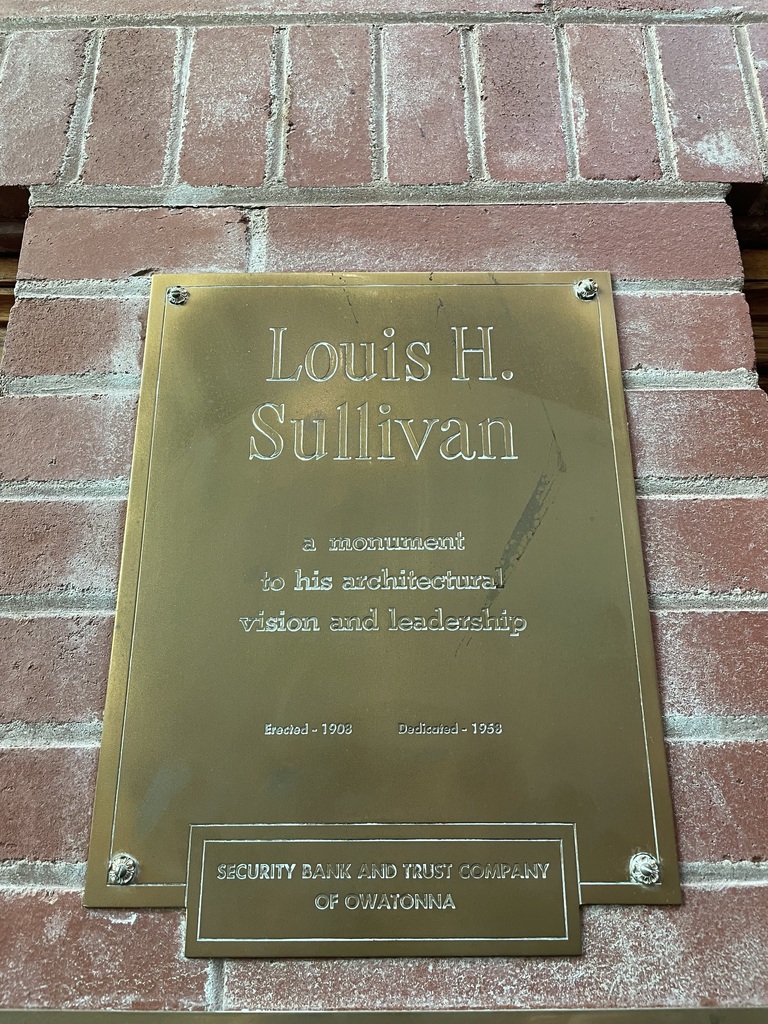 Louis H.
Sullivan
a monument
to his architectural
vision and leadership
Erected - 1908 Dedicated - 1958
SECURITY BANK AND TRUST COMPANY
OF OWATONNA